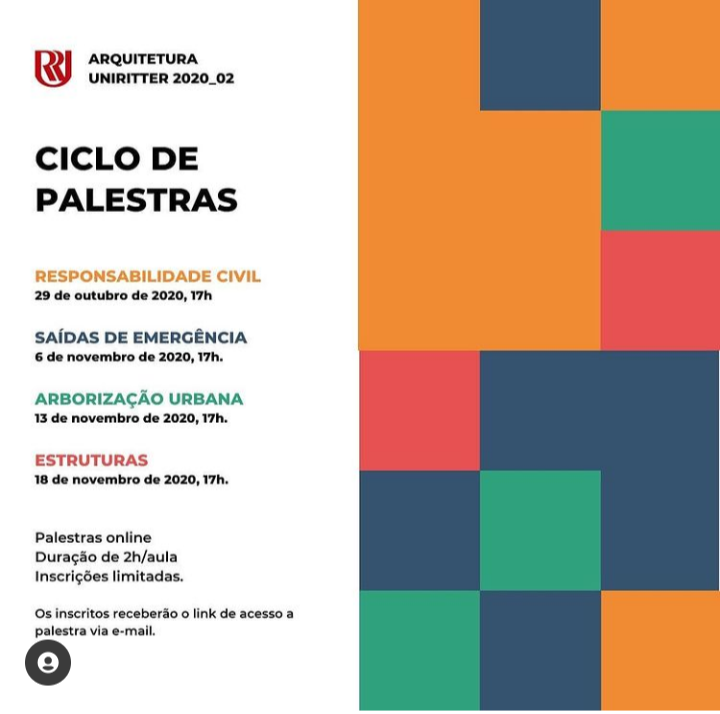 ARQUITETURA
UNIRITTER 2020_02
CICLO DE
PALESTRAS
RESPONSABILIDADE CIVIL
29 de outubro de 2020, 17h
SAÍDAS DE EMERGÊNCIA
6 de novembro de 2020, 17h.
ARBORIZAÇÃO URBANA
13 de novembro de 2020, 17h.
ESTRUTURAS
18 de novembro de 2020, 17h.
Palestras online
Duração de 2h/aula
Inscrições limitadas.
Os inscritos receberão o link de acesso a
palestra via e-mail.